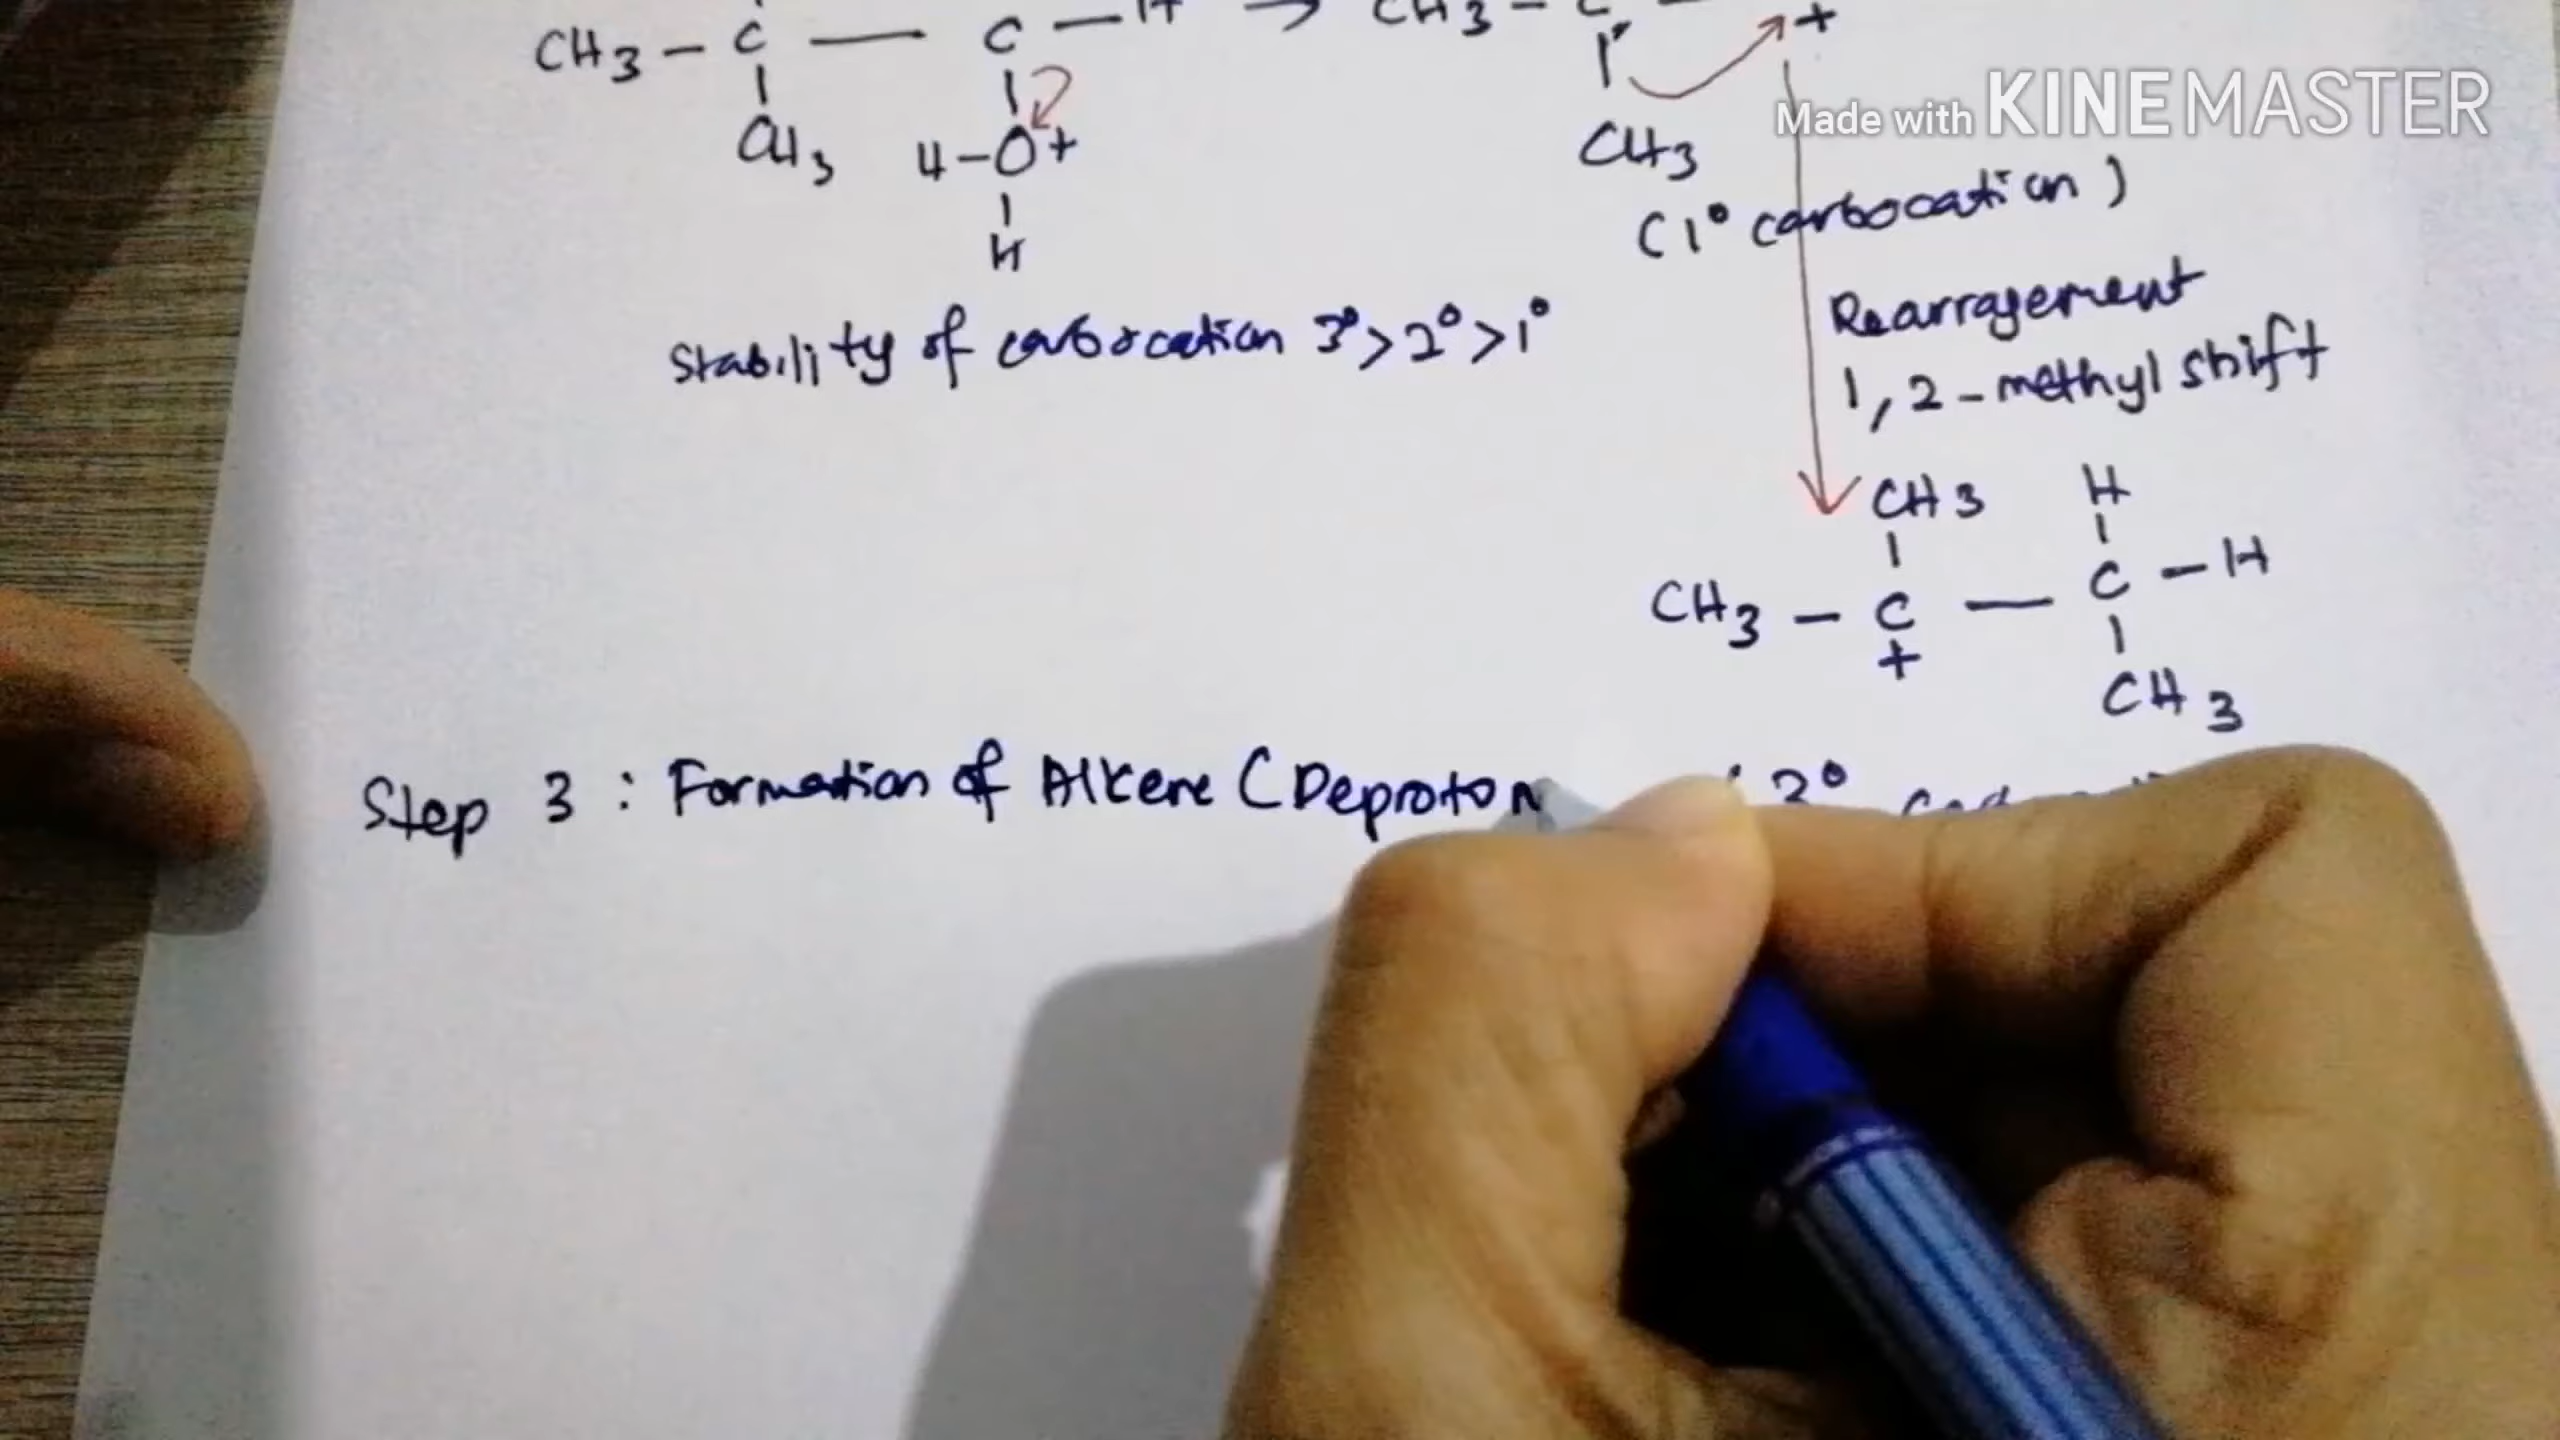 CH3 - C — C - H → CH3 - C -
+
CH3 H-O+ CH3
H
Made with KINEMASTER
(1° carbocation)
Stability of carbocation 3° > 2° > 1°
Rearragement
1,2-methyl shift
CH3 H
CH3 - C — C - H
+
CH3
Step 3 : Formation of Alkene (Deproton
3°